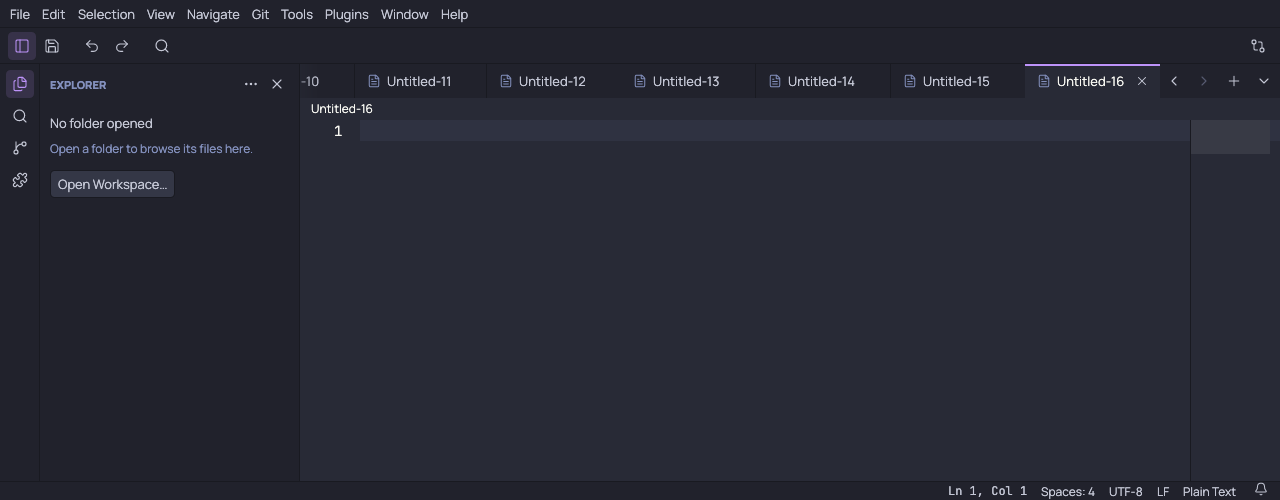 File Edit Selection View Navigate Git Tools Plugins Window Help
EXPLORER
-10 Untitled-11 Untitled-12 Untitled-13 Untitled-14 Untitled-15 Untitled-16
No folder opened
Open a folder to browse its files here.
Open Workspace...
Untitled-16
1
Ln 1, Col 1 Spaces: 4 UTF-8 LF Plain Text